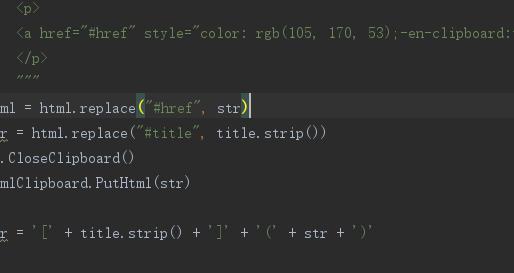 <p>
<a href="#href" style="color: rgb(105, 170, 53);-en-clipboard:
</p>
"""
ml = html.replace("#href", str)
r = html.replace("#title", title.strip())
.CloseClipboard()
mlClipboard.PutHtml(str)
r = '[' + title.strip() + ']' + '(' + str + ')'